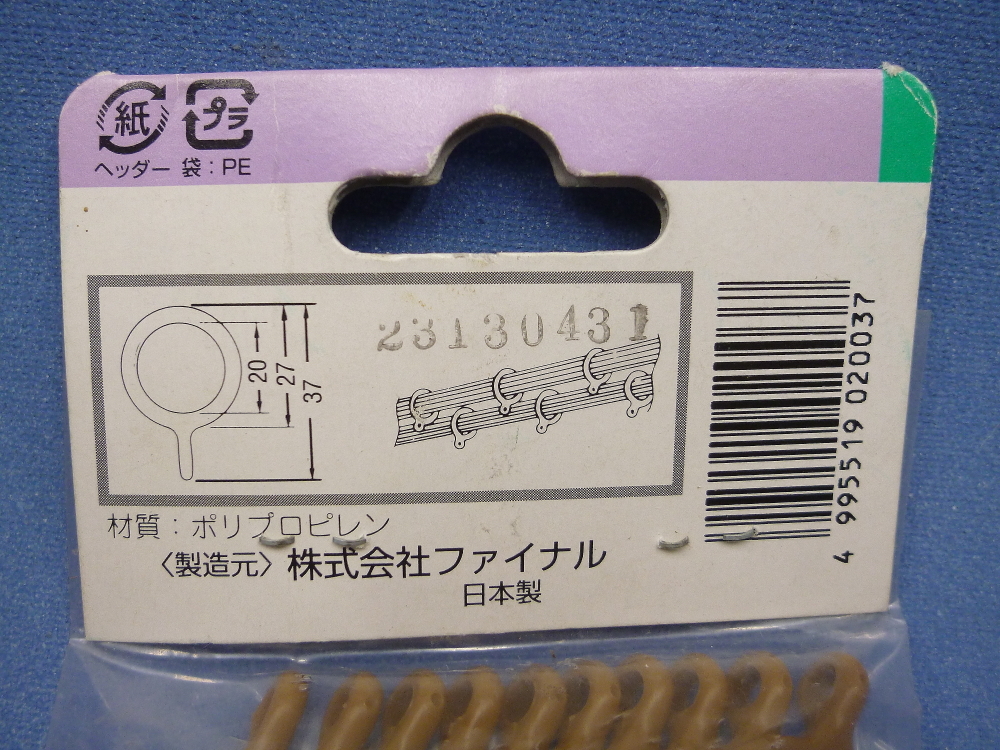 紙 プラ
ヘッダー 袋：PE
23130431
20
27
37
4 995519 020037
材質：ポリプロピレン
〈製造元〉株式会社ファイナル
日本製